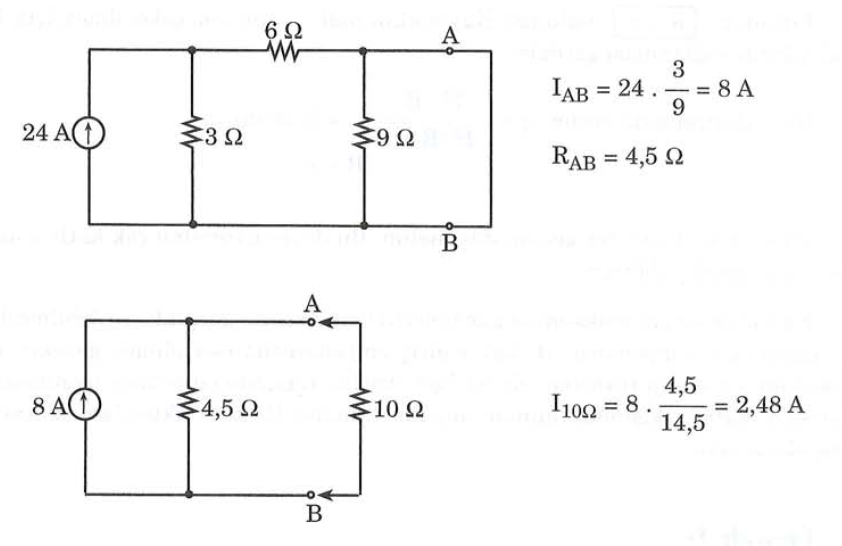 6 Ω
A
24 A
3 Ω
9 Ω
B
I_AB = 24 . 3/9 = 8 A
R_AB = 4,5 Ω
A
8 A
4,5 Ω
10 Ω
B
I_10Ω = 8 . 4,5/14,5 = 2,48 A